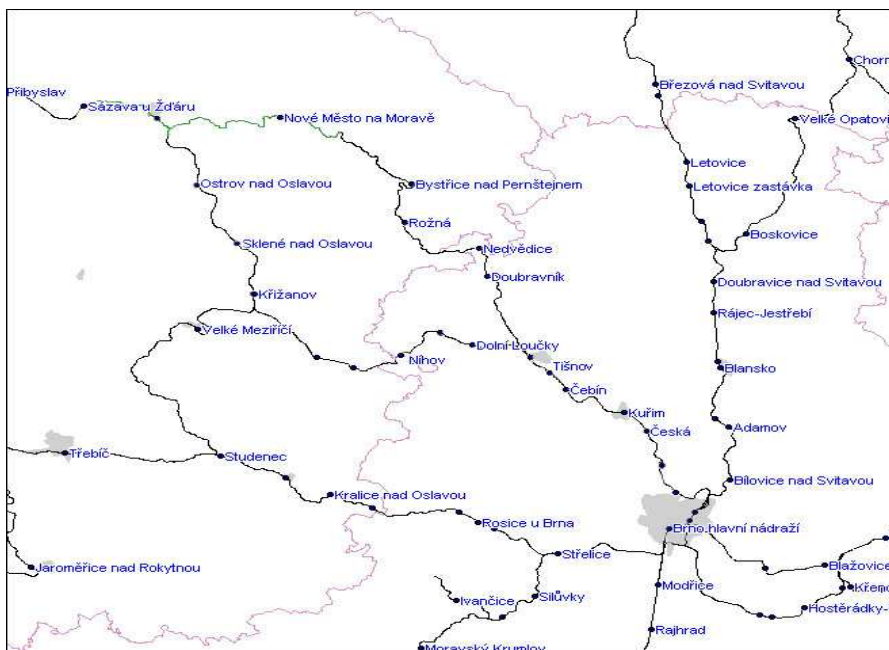 Chorn
Březová nad Svitavou
Přibyslav
Sázava u Žďáru
Nové Město na Moravě
Velké Opatovi
Letovice
Ostrov nad Oslavou
Bystřice nad Pernštejnem
Letovice zastávka
Rožná
Boskovice
Sklené nad Oslavou
Nedvědice
Doubravník
Doubravice nad Svitavou
Křižanov
Rájec-Jestřebí
Velké Meziříčí
Dolní Loučky
Níhov
Tišnov
Blansko
Čebín
Kuřim
Česká
Adamov
Třebíč
Studenec
Bílovice nad Svitavou
Kralice nad Oslavou
Rosice u Brna
Brno.hlavní nádraží
Střelice
Jaroměřice nad Rokytnou
Blažovice
Modřice
Křeno
Ivančice
Silůvky
Hostěrádky-
Rajhrad
Moravský Krumlov